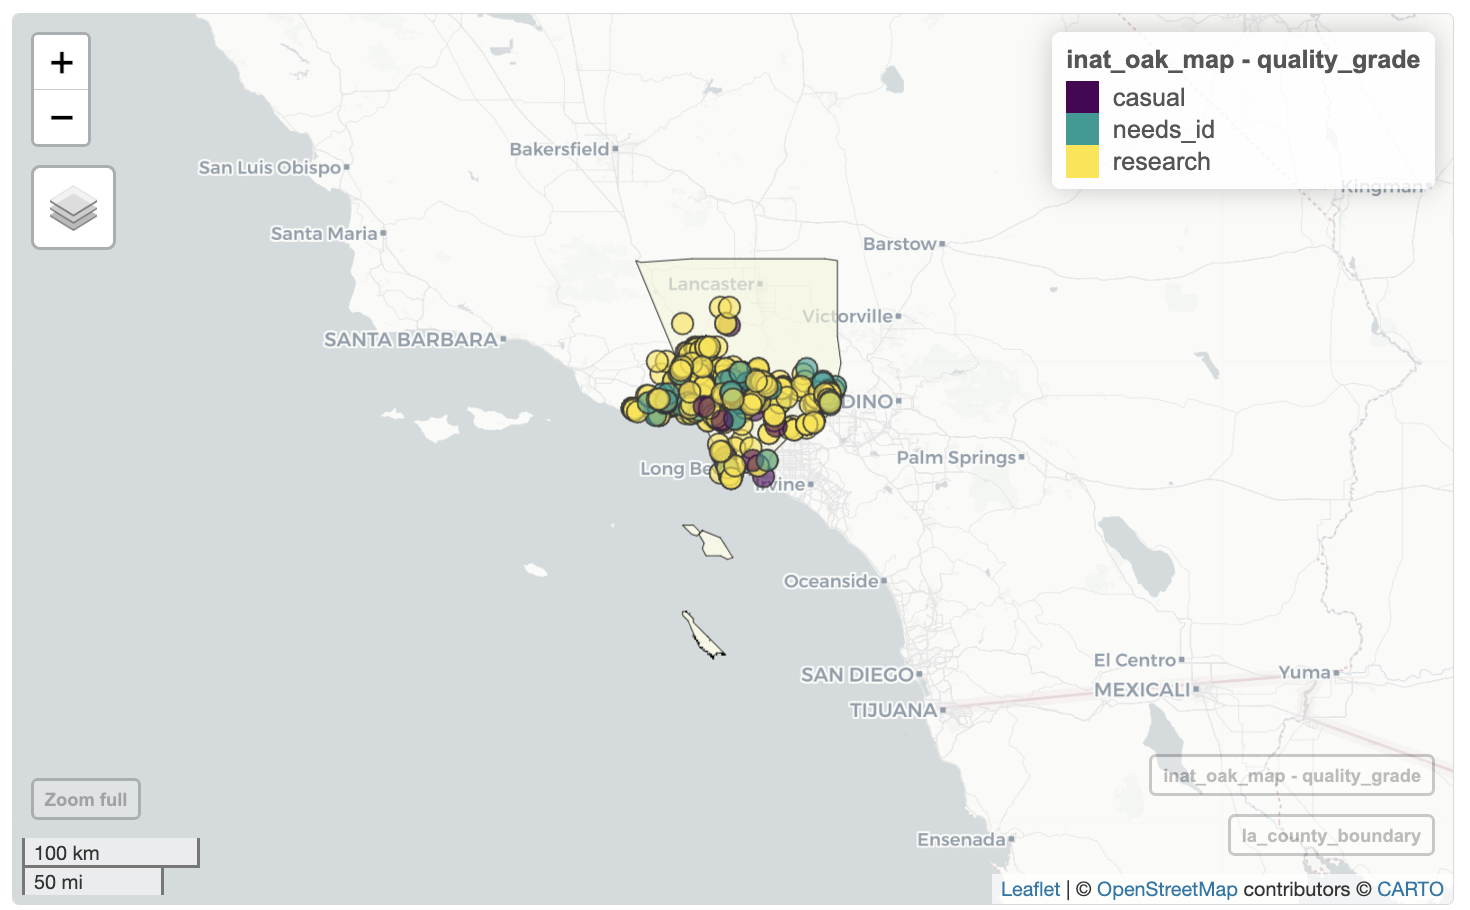 +
−
inat_oak_map - quality_grade
casual
needs_id
research
Bakersfield
San Luis Obispo
Kingman
Santa Maria
Barstow
Lancaster
Victorville
SANTA BARBARA
DINO
Palm Springs
Long Be
Irvine
Oceanside
El Centro
SAN DIEGO
Yuma
MEXICALI
TIJUANA
inat_oak_map - quality_grade
Zoom full
la_county_boundary
Ensenada
100 km
50 mi
Leaflet | © OpenStreetMap contributors © CARTO